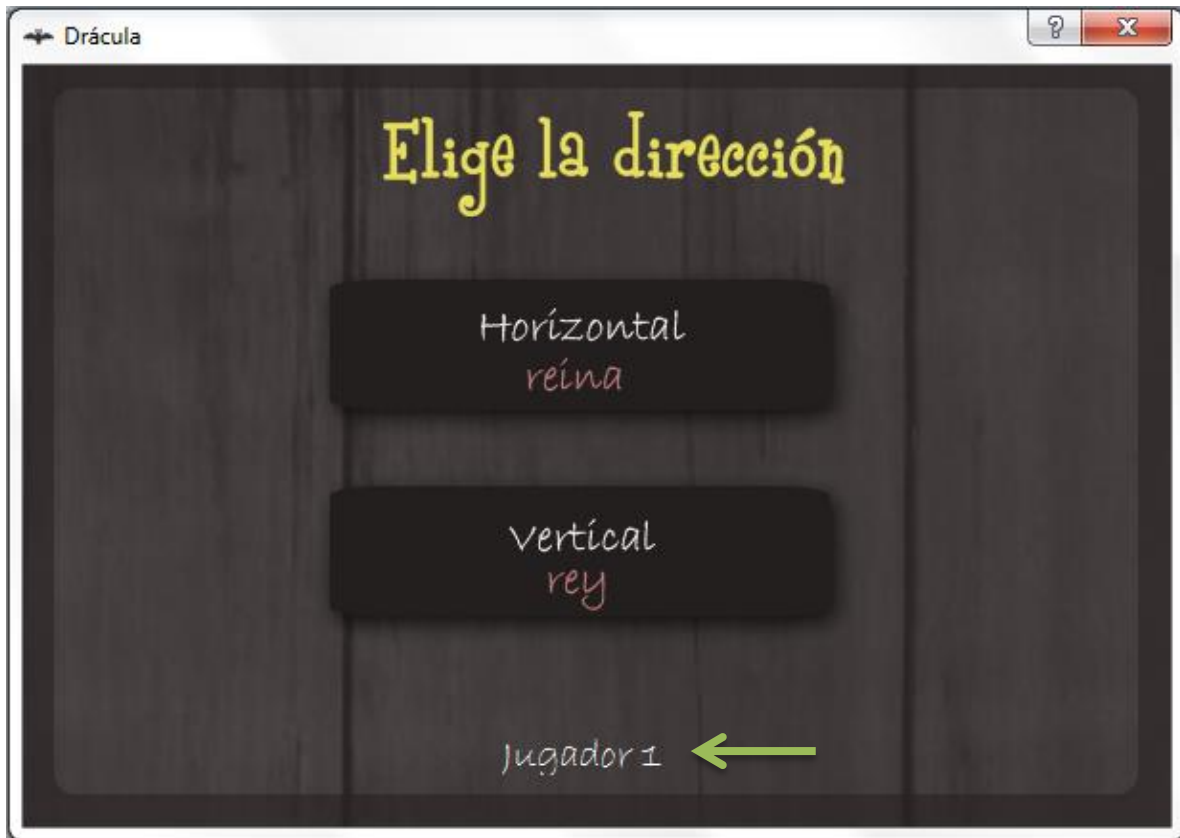 Drácula
Elige la dirección
Horizontal
reina
Vertical
rey
Jugador 1